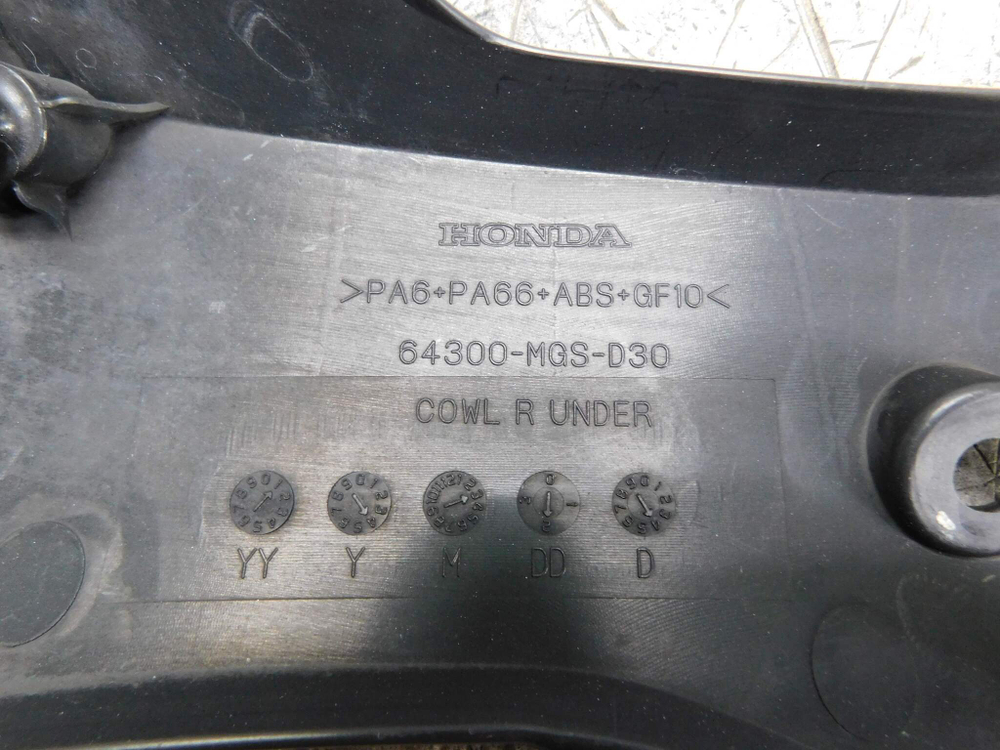 HONDA
>PA6+PA66+ABS+GF10<
64300-MGS-D30
COWL R UNDER
YY Y M DD D